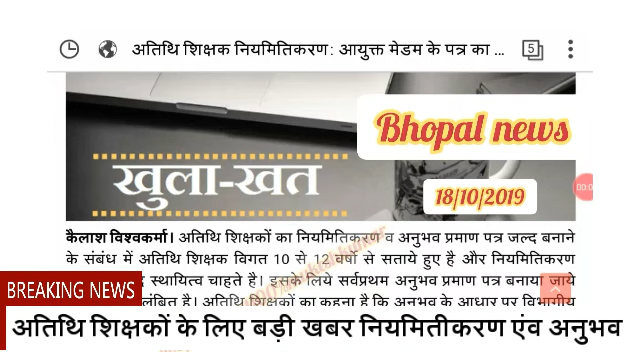 अतिथि शिक्षक नियमितिकरण: आयुक्त मेडम के पत्र का ...
5
Bhopal news
खुला-खत
18/10/2019
00:0
कैलाश विश्वकर्मा। अतिथि शिक्षकों का नियमितिकरण व अनुभव प्रमाण पत्र जल्द बनाने
के संबंध में अतिथि शिक्षक विगत 10 से 12 वर्षो से सताये हुए है और नियमितिकरण
स्थायित्व चाहते है। इसके लिये सर्वप्रथम अनुभव प्रमाण पत्र बनाया जाये
लंबित है। अतिथि शिक्षकों का कहना है कि अनुभव के आधार पर विभागीय
BREAKING NEWS
अतिथि शिक्षकों के लिए बड़ी खबर नियमितीकरण एंव अनुभव